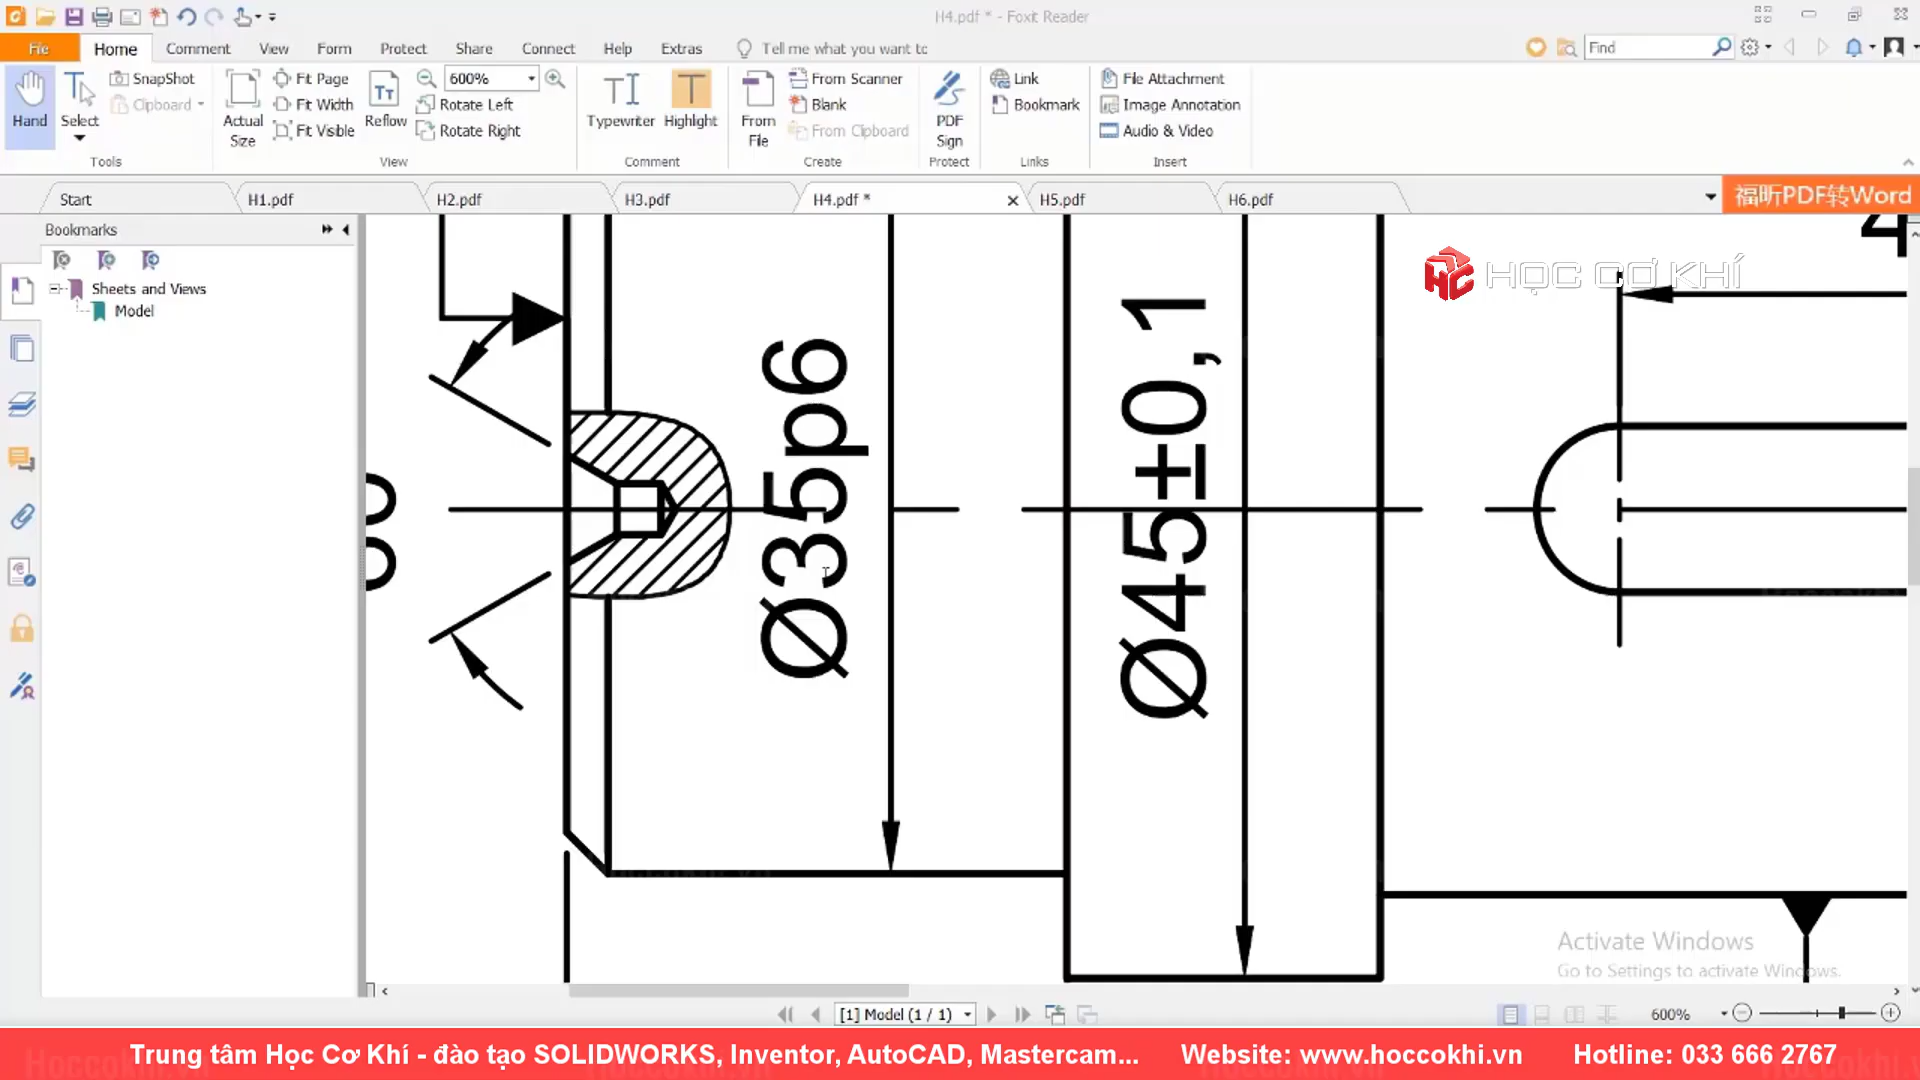 H4.pdf * - Foxit Reader
File Home Comment View Form Protect Share Connect Help Extras Tell me what you want to Find
Hand
Select
SnapShot
Clipboard
Tools
Actual Size
Fit Page
Fit Width
Fit Visible
Reflow
600%
Rotate Left
Rotate Right
View
Typewriter
Highlight
Comment
From File
From Scanner
Blank
From Clipboard
Create
PDF Sign
Protect
Link
Bookmark
Links
File Attachment
Image Annotation
Audio & Video
Insert
Start H1.pdf H2.pdf H3.pdf H4.pdf * H5.pdf H6.pdf
福昕PDF转Word
Bookmarks
Sheets and Views
Model
HỌC CƠ KHÍ
Ø35p6
Ø45±0,1
Activate Windows
Go to Settings to activate Windows.
[1] Model (1 / 1)
600%
Trung tâm Học Cơ Khí - đào tạo SOLIDWORKS, Inventor, AutoCAD, Mastercam... Website: www.hoccokhi.vn Hotline: 033 666 2767